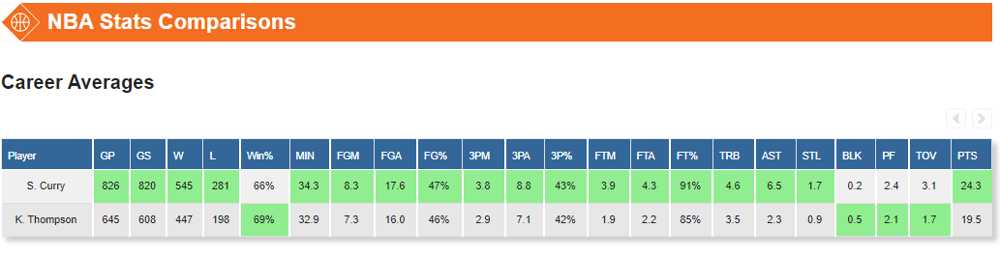 NBA Stats Comparisons
Career Averages
Player GP GS W L Win% MIN FGM FGA FG% 3PM 3PA 3P% FTM FTA FT% TRB AST STL BLK PF TOV PTS
S. Curry 826 820 545 281 66% 34.3 8.3 17.6 47% 3.8 8.8 43% 3.9 4.3 91% 4.6 6.5 1.7 0.2 2.4 3.1 24.3
K. Thompson 645 608 447 198 69% 32.9 7.3 16.0 46% 2.9 7.1 42% 1.9 2.2 85% 3.5 2.3 0.9 0.5 2.1 1.7 19.5